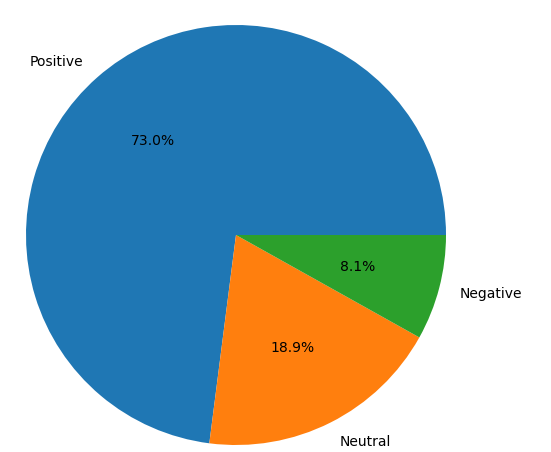 Positive
73.0%
8.1%
Negative
18.9%
Neutral